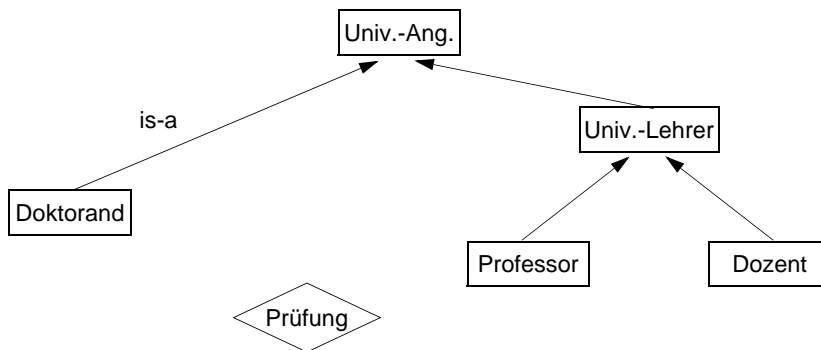 Univ.-Ang.
is-a
Univ.-Lehrer
Doktorand
Professor
Dozent
Prüfung